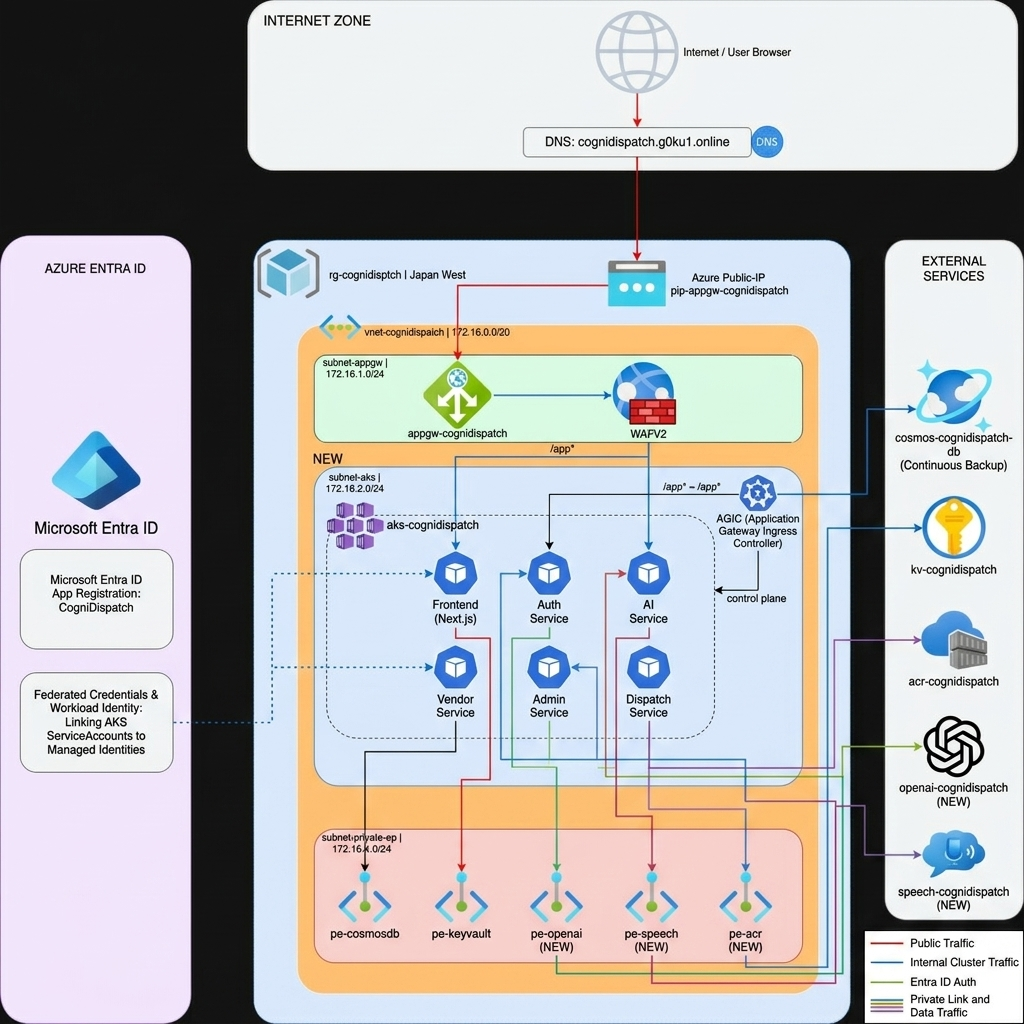 INTERNET ZONE
Internet / User Browser
DNS: cognidispatch.g0ku1.online
DNS
AZURE ENTRA ID
Microsoft Entra ID
Microsoft Entra ID
App Registration:
CogniDispatch
Federated Credentials &
Workload Identity:
Linking AKS
ServiceAccounts to
Managed Identities
rg-cognidisptch | Japan West
Azure Public-IP
pip-appgw-cognidispatch
vnet-cognidispaich | 172.16.0.0/20
subnet-appgw |
172.16.1.0/24
appgw-cognidispatch
WAFV2
/app*
NEW
subnet-aks |
172.16.2.0/24
aks-cognidispatch
/app* – /app*
AGIC (Application
Gateway Ingress
Controller)
control plane
Frontend
(Next.js)
Auth
Service
AI
Service
Vendor
Service
Admin
Service
Dispatch
Service
subnet-private-ep |
pe-cosmosdb
pe-keyvault
pe-openai
(NEW)
pe-speech
(NEW)
pe-acr
(NEW)
EXTERNAL
SERVICES
cosmos-cognidispatch-
db
(Continuous Backup)
kv-cognidispatch
acr-cognidispatch
openai-cognidispatch
(NEW)
speech-cognidispatch
(NEW)
Public Traffic
Internal Cluster Traffic
Entra ID Auth
Private Link and
Data Traffic